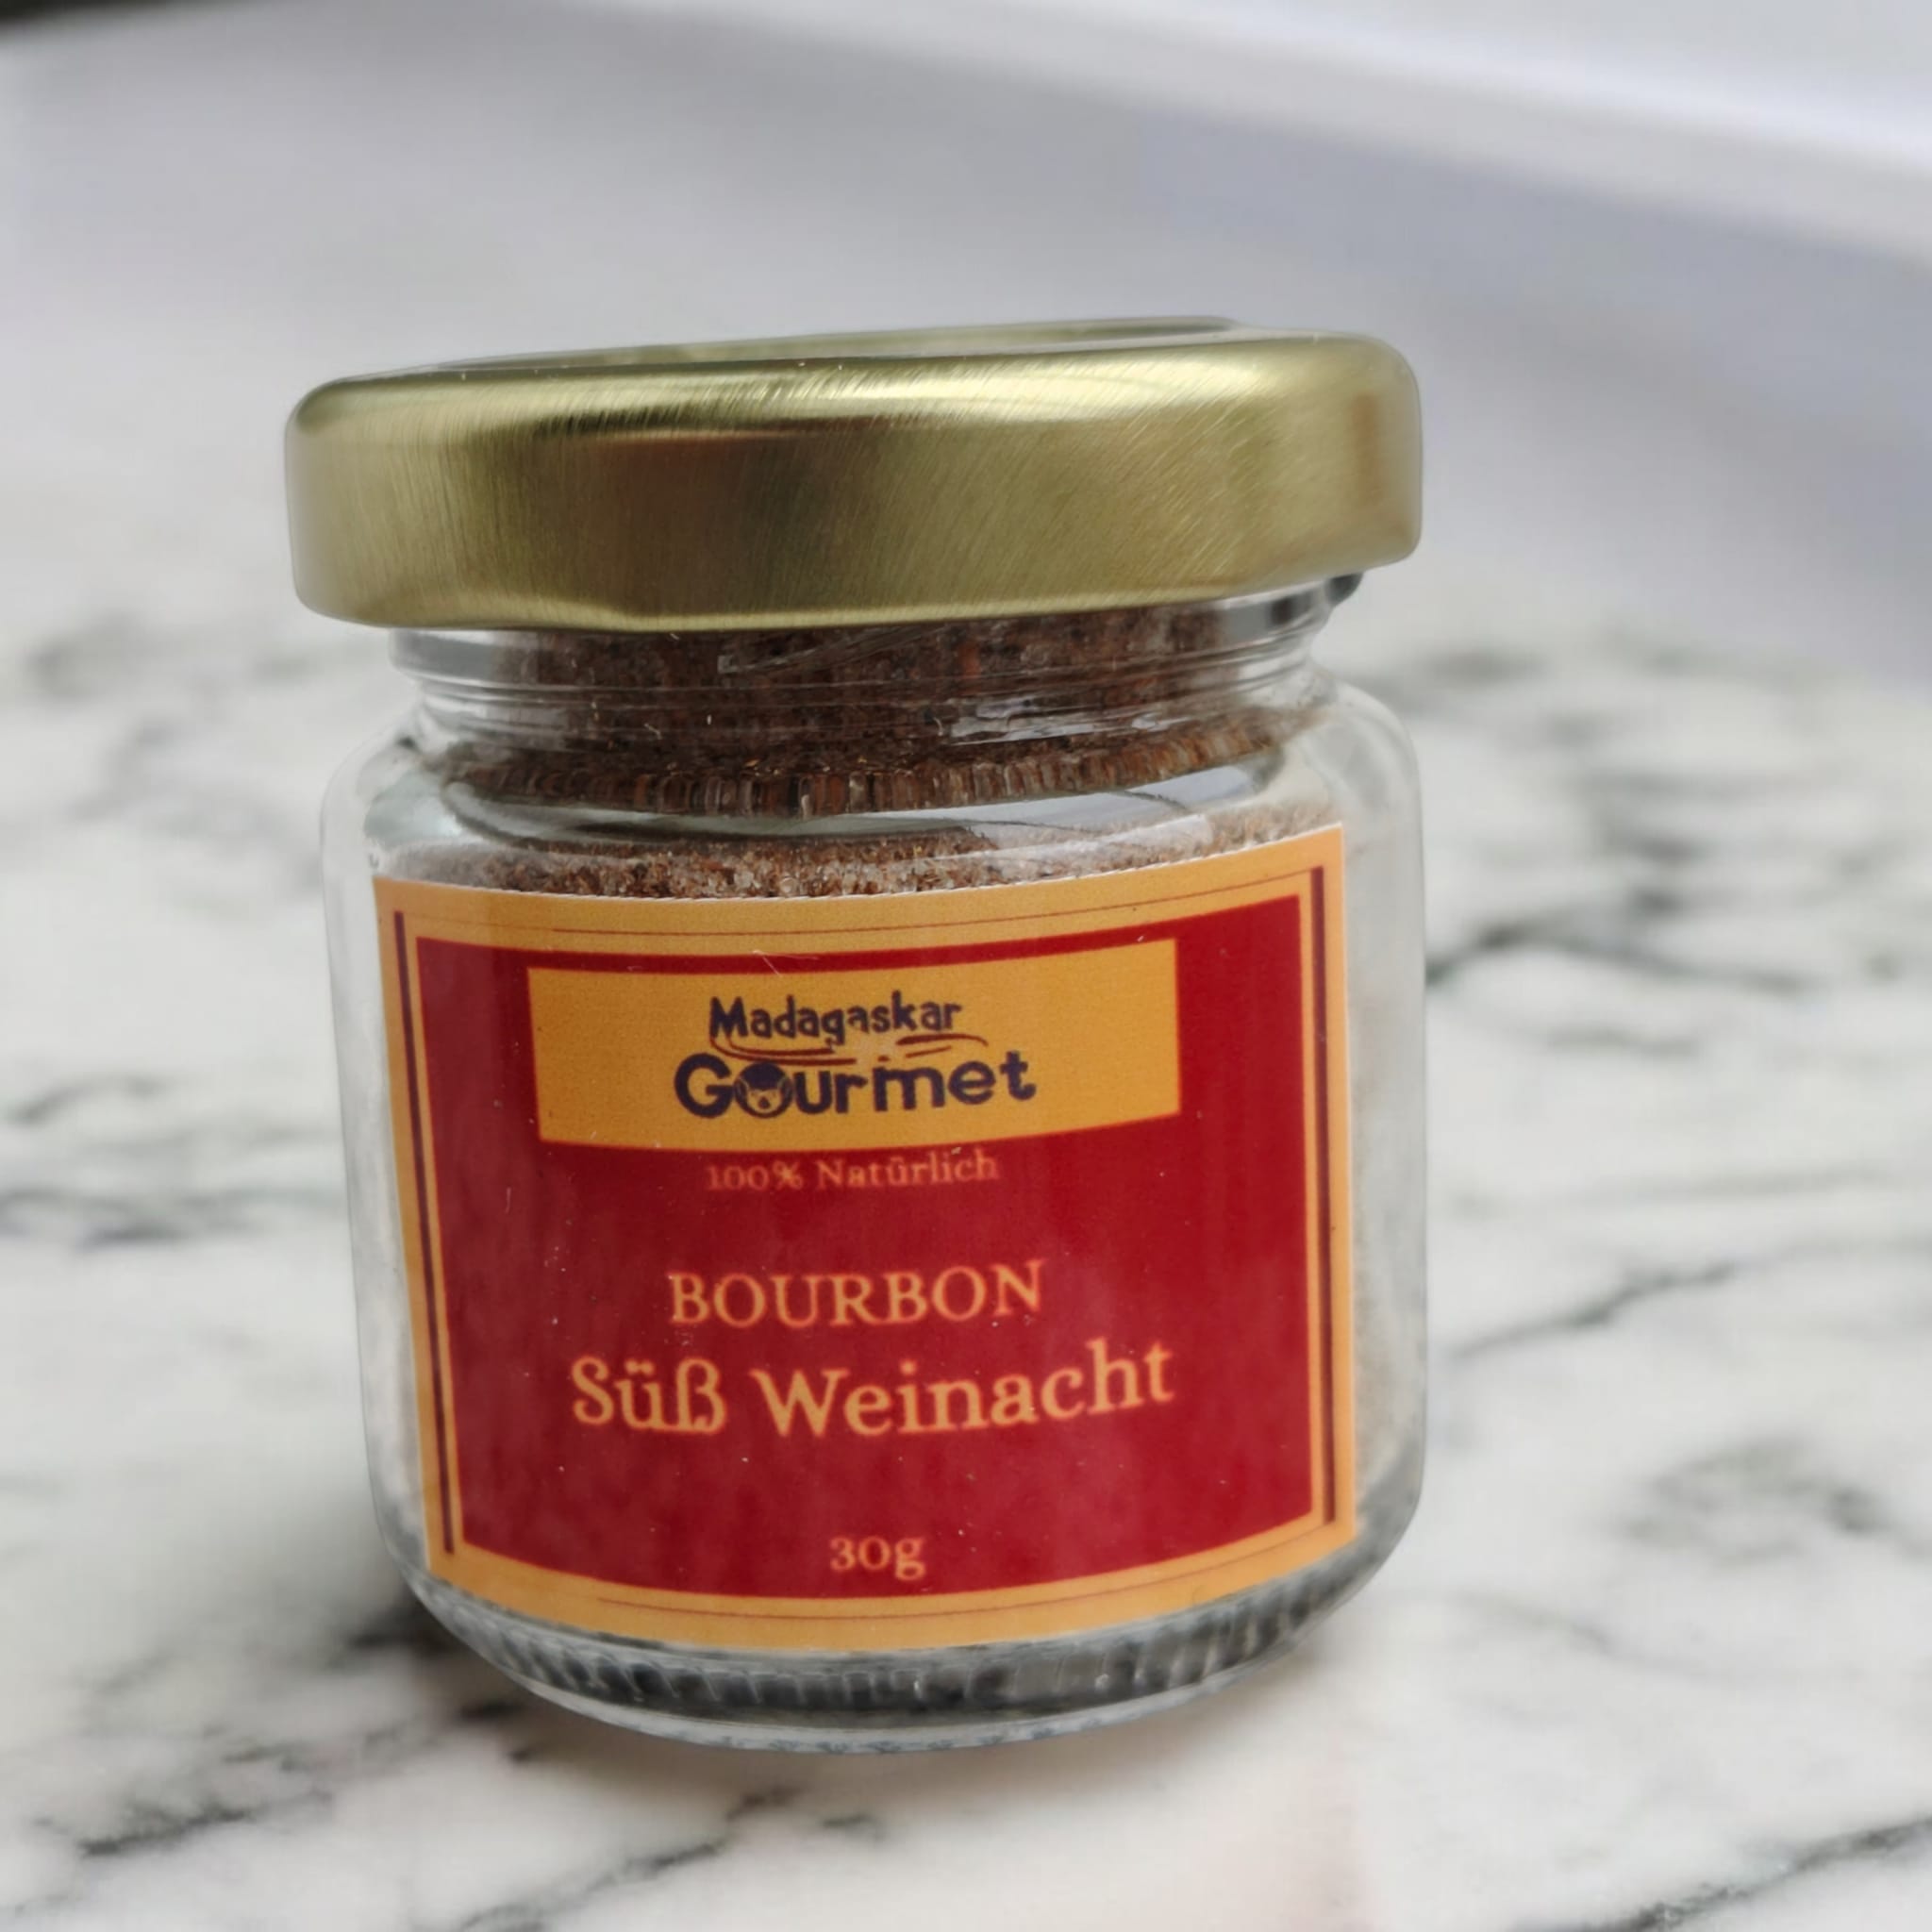 Madagaskar
Gourmet
100% Natürlich
BOURBON
Süß Weinacht
30g